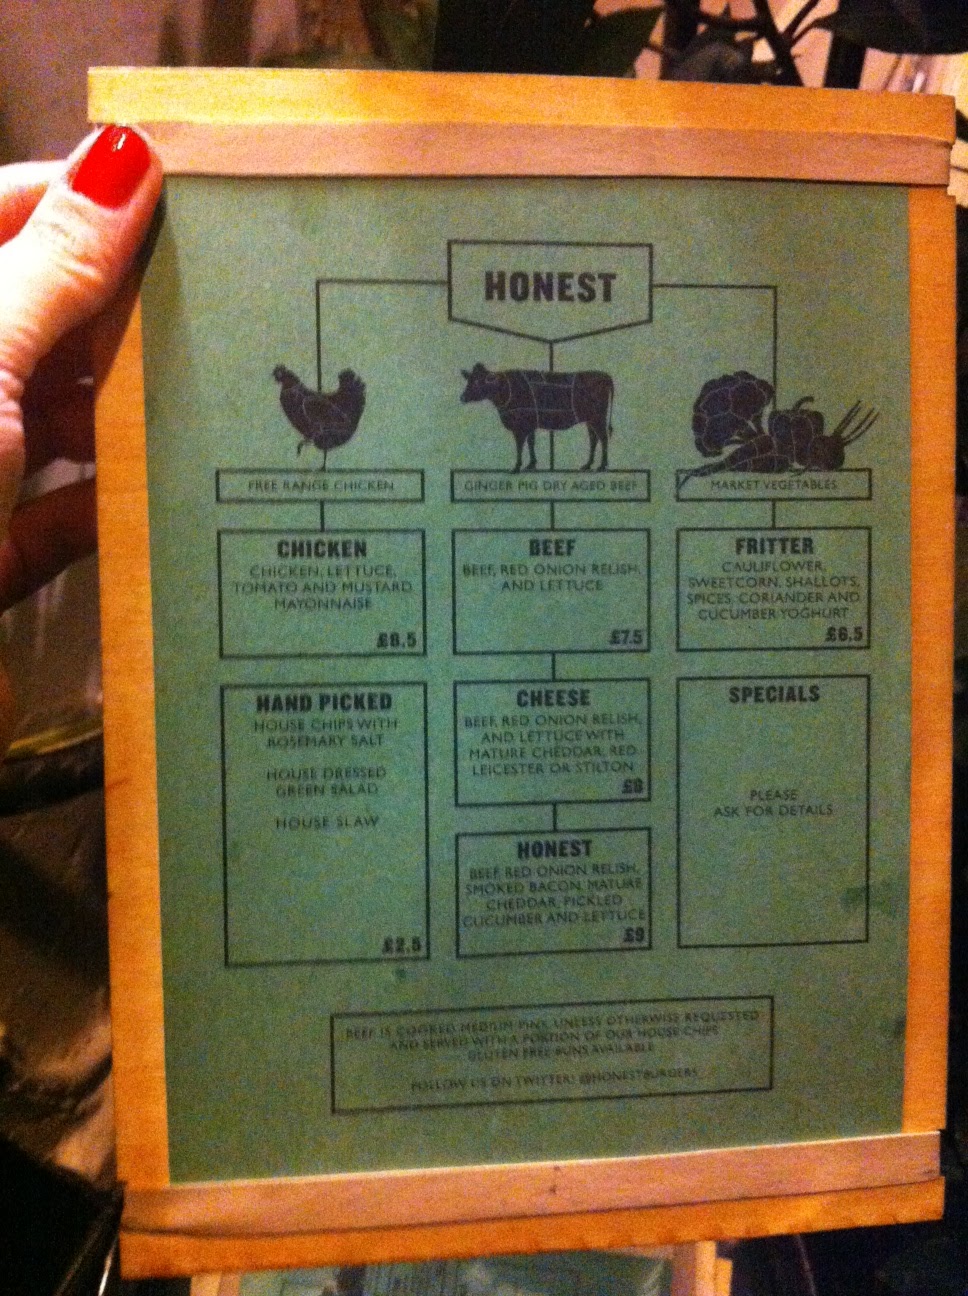 HONEST
FREE RANGE CHICKEN
CHICKEN
CHICKEN, LETTUCE,
TOMATO AND MUSTARD
MAYONNAISE
HAND PICKED
HOUSE CHIPS WITH
ROSEMARY SALT
HOUSE DRESSED
GREEN SALAD
HOUSE SLAW
£2.5
GINGER PIG DRY AGED BEEF
BEEF
BEEF, RED ONION RELISH,
AND LETTUCE
£7.5
CHEESE
BEEF, RED ONION RELISH,
AND LETTUCE WITH
MATURE CHEDDAR, RED
LEICESTER OR STILTON
£8
HONEST
BEEF, RED ONION RELISH,
SMOKED BACON, MATURE
CHEDDAR, PICKLED
CUCUMBER AND LETTUCE
£9
MARKET VEGETABLES
FRITTER
CAULIFLOWER,
SWEETCORN, SHALLOTS,
SPICES, CORIANDER AND
CUCUMBER YOGHURT
£6.5
SPECIALS
PLEASE
ASK FOR DETAILS
BEEF IS COOKED MEDIUM PINK UNLESS OTHERWISE REQUESTED
AND SERVED WITH A PORTION OF OUR HOUSE CHIPS
GLUTEN FREE BUNS AVAILABLE
FOLLOW US ON TWITTER! @HONESTBURGERS